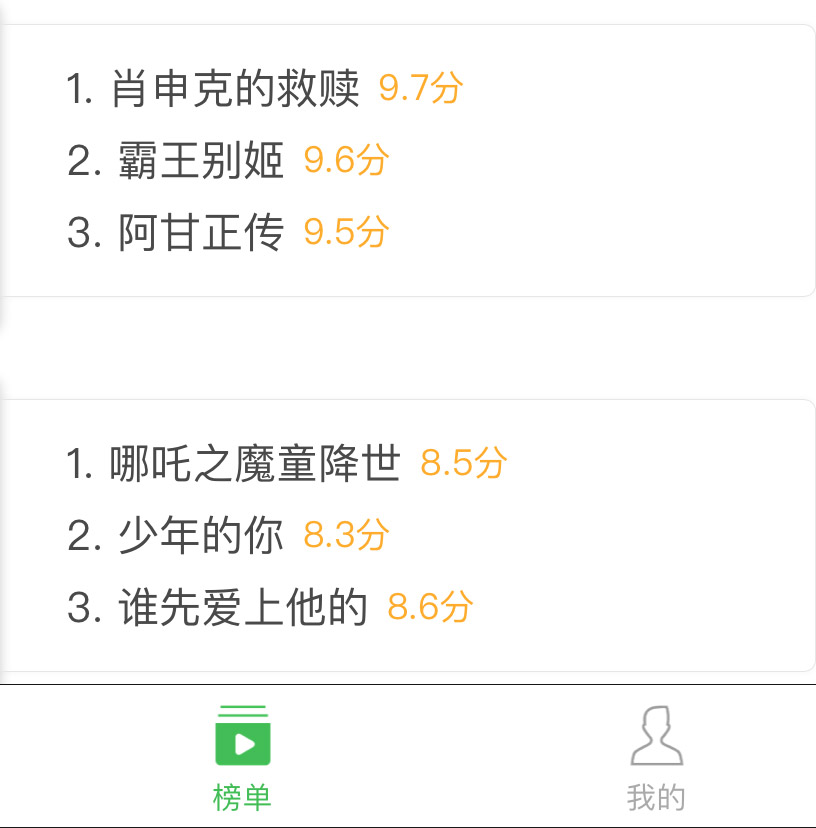 1. 肖申克的救赎 9.7分
2. 霸王别姬 9.6分
3. 阿甘正传 9.5分
1. 哪吒之魔童降世 8.5分
2. 少年的你 8.3分
3. 谁先爱上他的 8.6分
榜单 我的